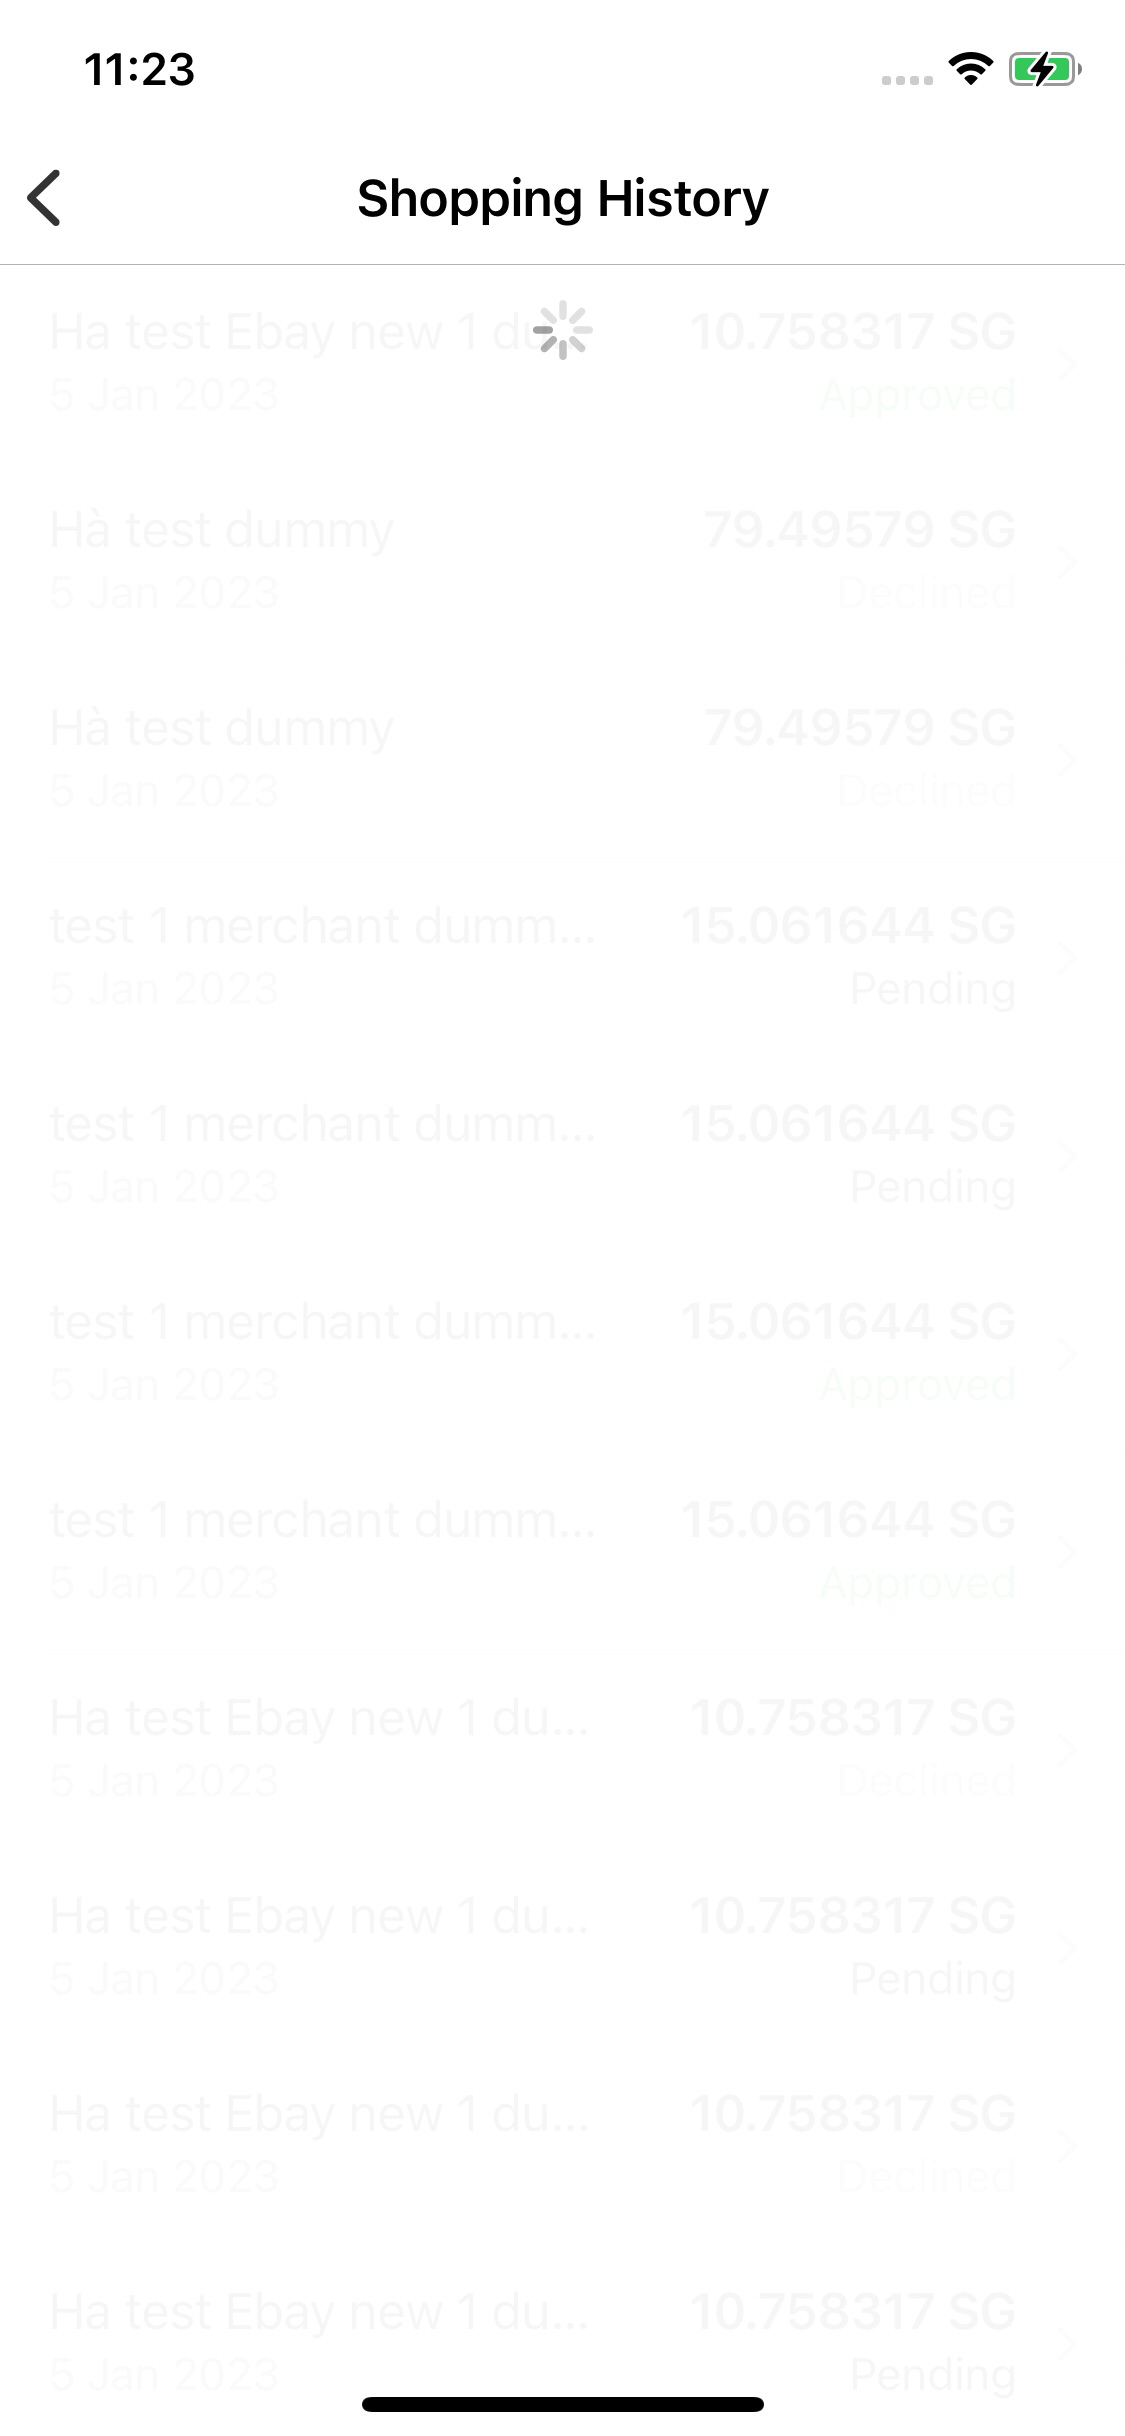 11:23
Shopping History
Ha test Ebay new 1 du
10.758317 SG
5 Jan 2023
Approved
Hà test dummy
79.49579 SG
5 Jan 2023
Declined
Hà test dummy
79.49579 SG
5 Jan 2023
Declined
test 1 merchant dumm...
15.061644 SG
5 Jan 2023
Pending
test 1 merchant dumm...
15.061644 SG
5 Jan 2023
Pending
test 1 merchant dumm...
15.061644 SG
5 Jan 2023
Approved
test 1 merchant dumm...
15.061644 SG
5 Jan 2023
Approved
Ha test Ebay new 1 du...
10.758317 SG
5 Jan 2023
Declined
Ha test Ebay new 1 du...
10.758317 SG
5 Jan 2023
Pending
Ha test Ebay new 1 du...
10.758317 SG
5 Jan 2023
Declined
Ha test Ebay new 1 du...
10.758317 SG
5 Jan 2023
Pending